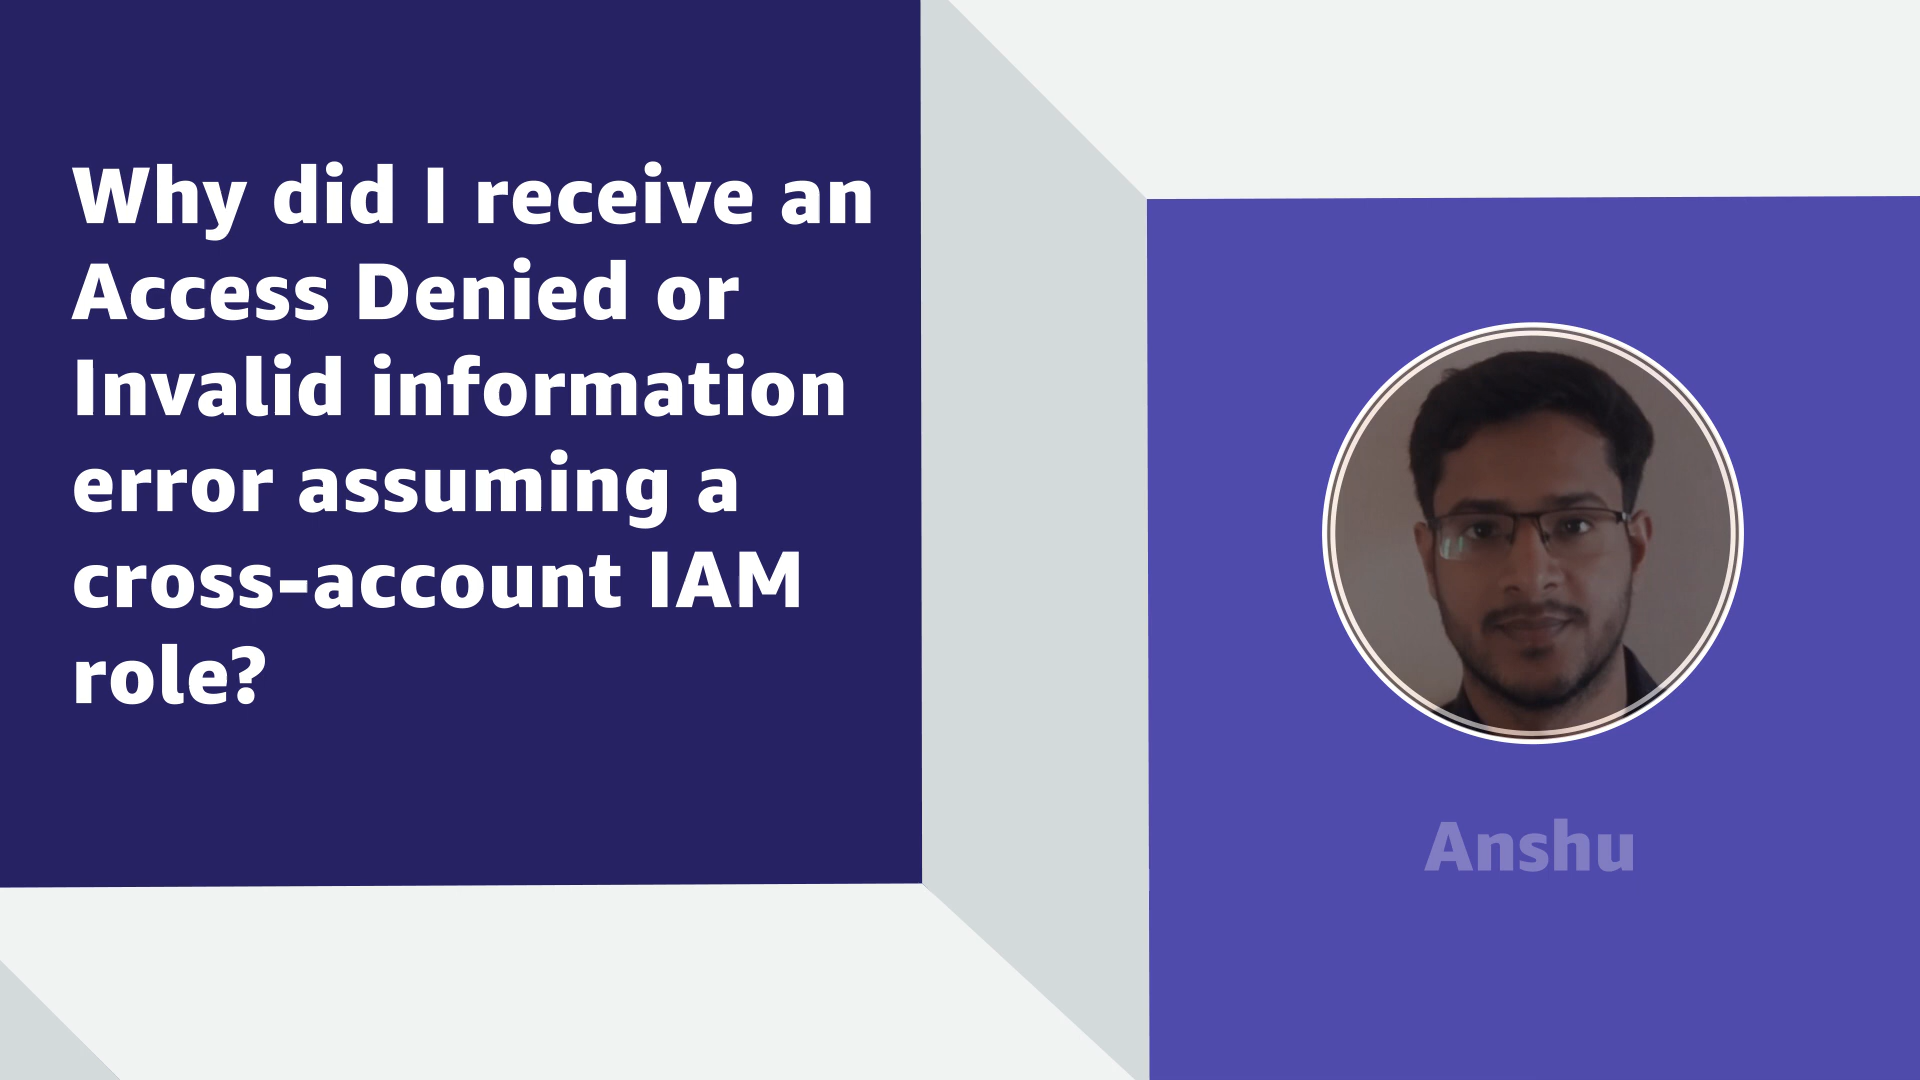 Why did I receive an
Access Denied or
Invalid information
error assuming a
cross-account IAM
role?
Anshu